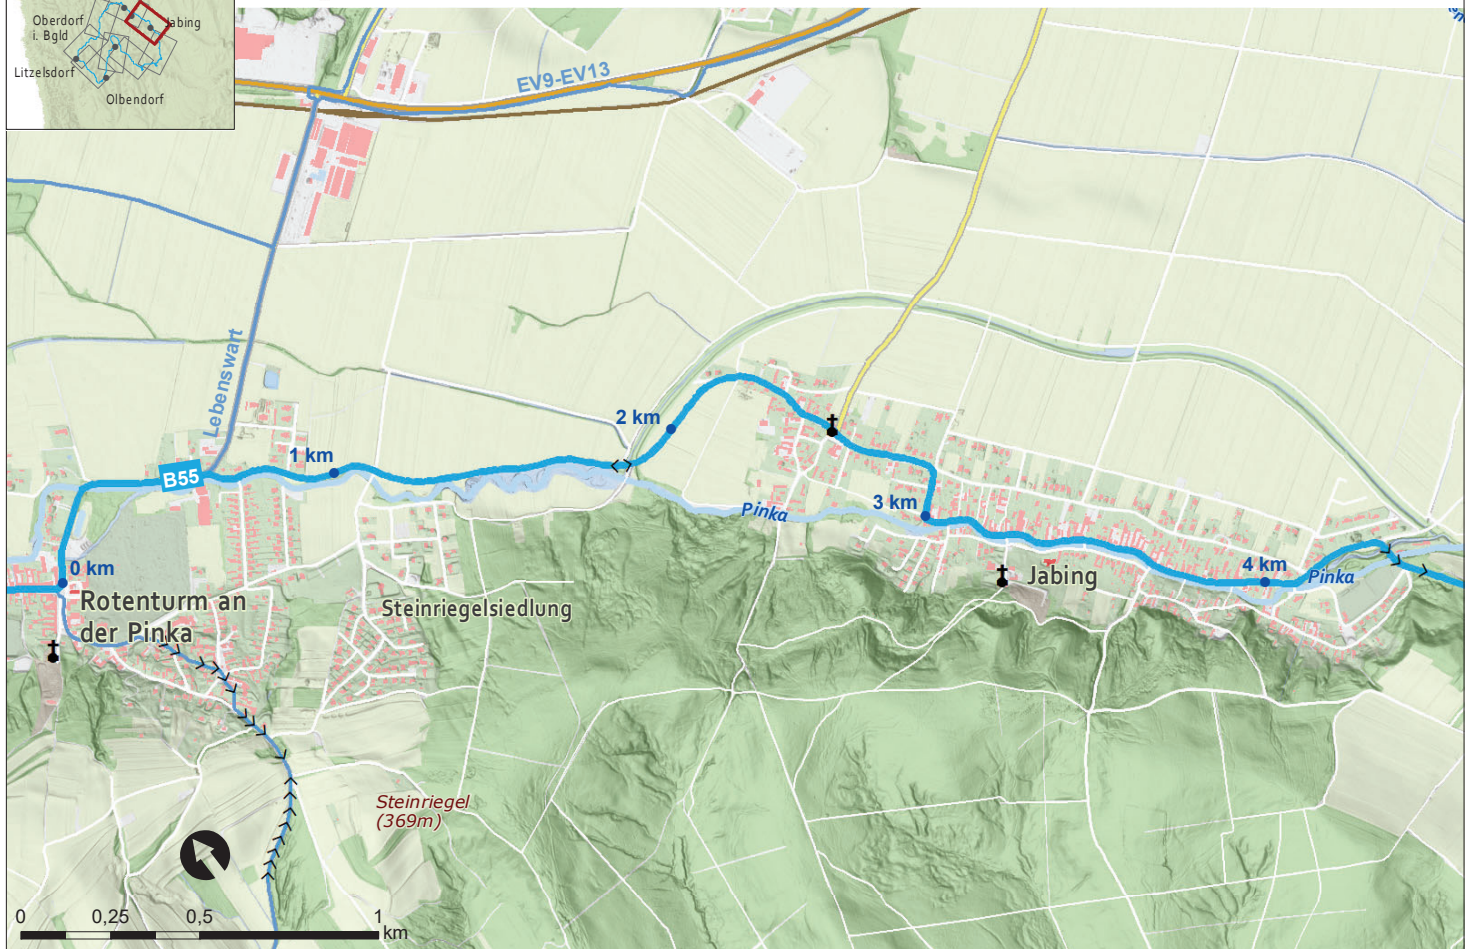 Oberdorf
i. Bgld
Jabing
Litzelsdorf
Olbendorf
EV9-EV13
Lebenswart
B55
1 km
2 km
3 km
4 km
0 km
Pinka
Pinka
Rotenturm an
der Pinka
Steinriegelsiedlung
Jabing
Steinriegel
(369m)
0 0,25 0,5 1
km